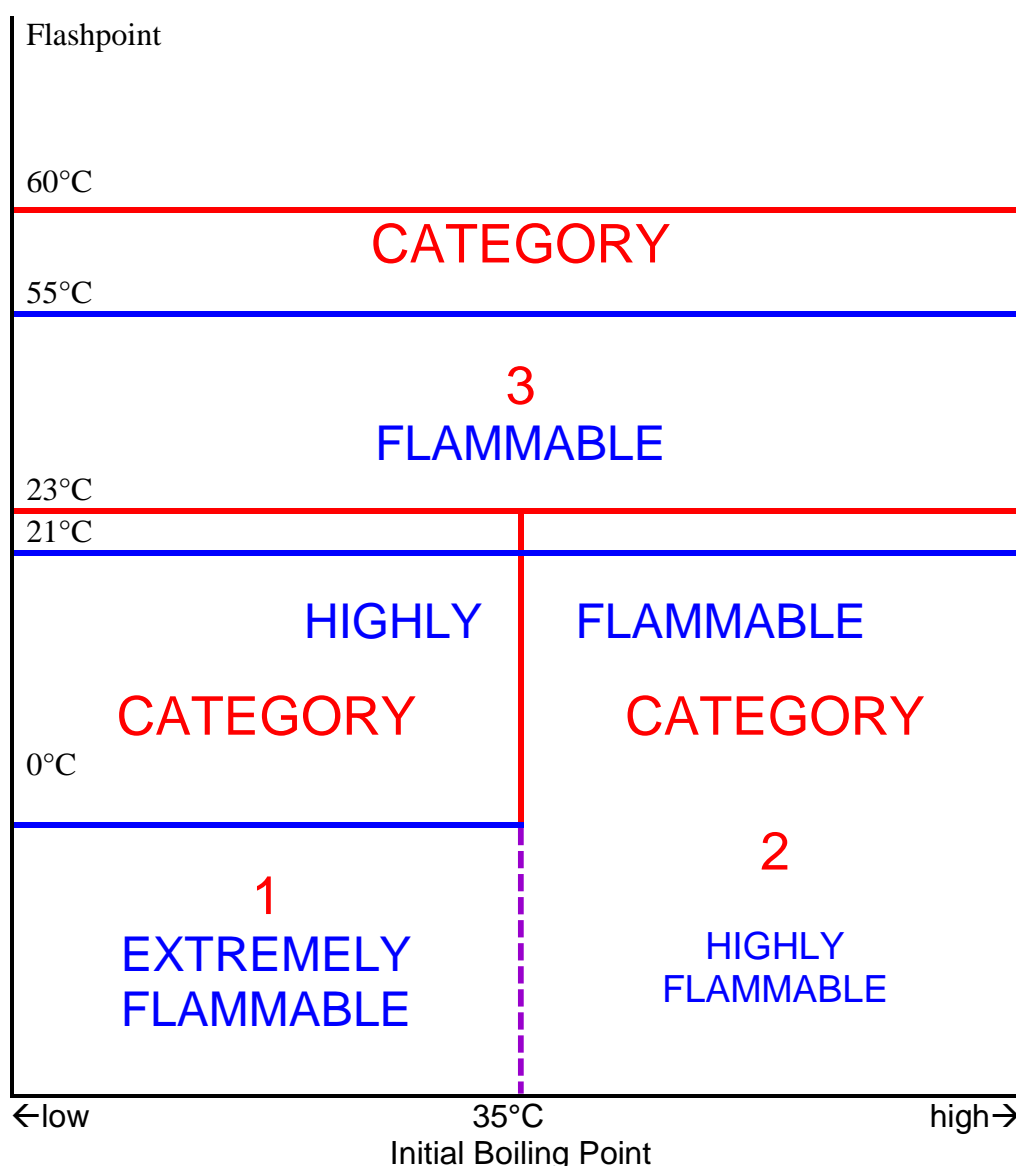 Flashpoint
60°C
CATEGORY
55°C
3
FLAMMABLE
23°C
21°C
HIGHLY FLAMMABLE
CATEGORY CATEGORY
0°C
2
1
EXTREMELY
FLAMMABLE
HIGHLY
FLAMMABLE
←low 35°C high→
Initial Boiling Point